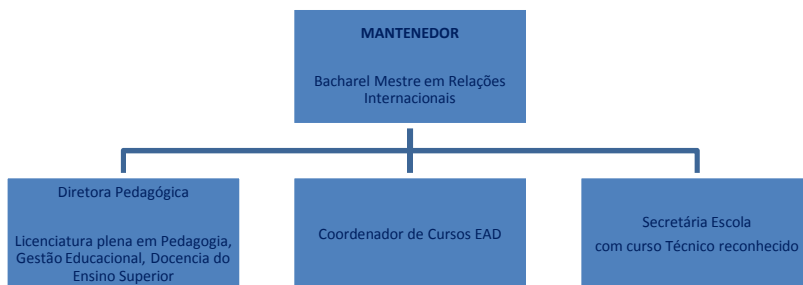 MANTENEDOR
Bacharel Mestre em Relações
Internacionais
Diretora Pedagógica
Licenciatura plena em Pedagogia,
Gestão Educacional, Docencia do
Ensino Superior
Coordenador de Cursos EAD
Secretária Escola
com curso Técnico reconhecido